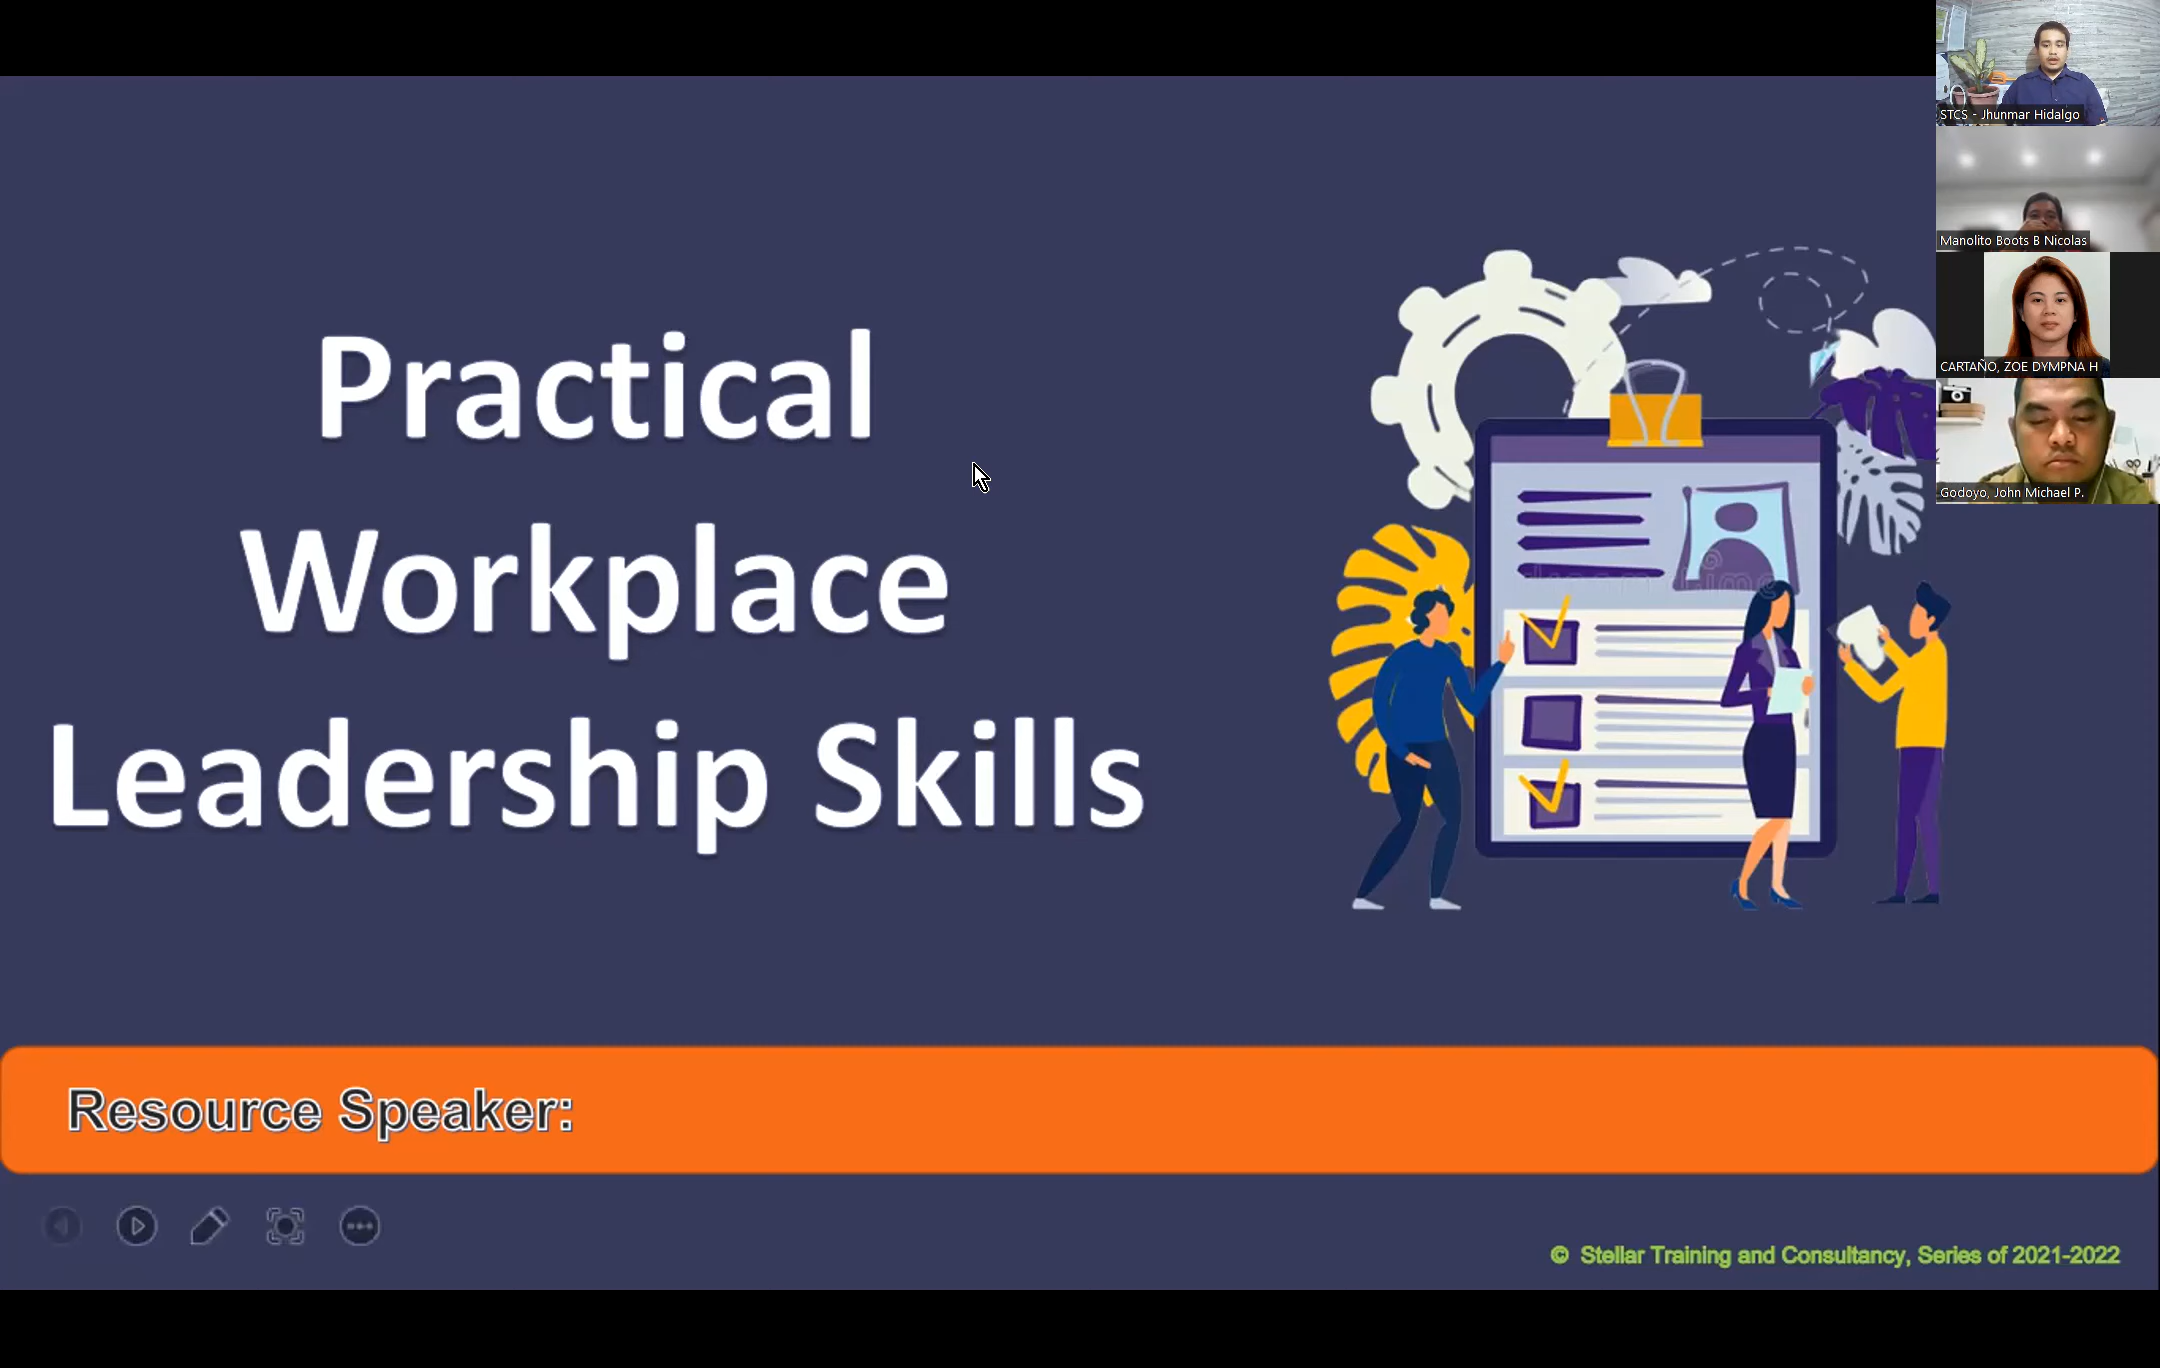 Practical
Workplace
Leadership Skills
Resource Speaker:
© Stellar Training and Consultancy, Series of 2021-2022
STCS - Jhunmar Hidalgo
Manolito Boots B Nicolas
CARTAÑO, ZOE DYMPNA H
Godoyo, John Michael P.